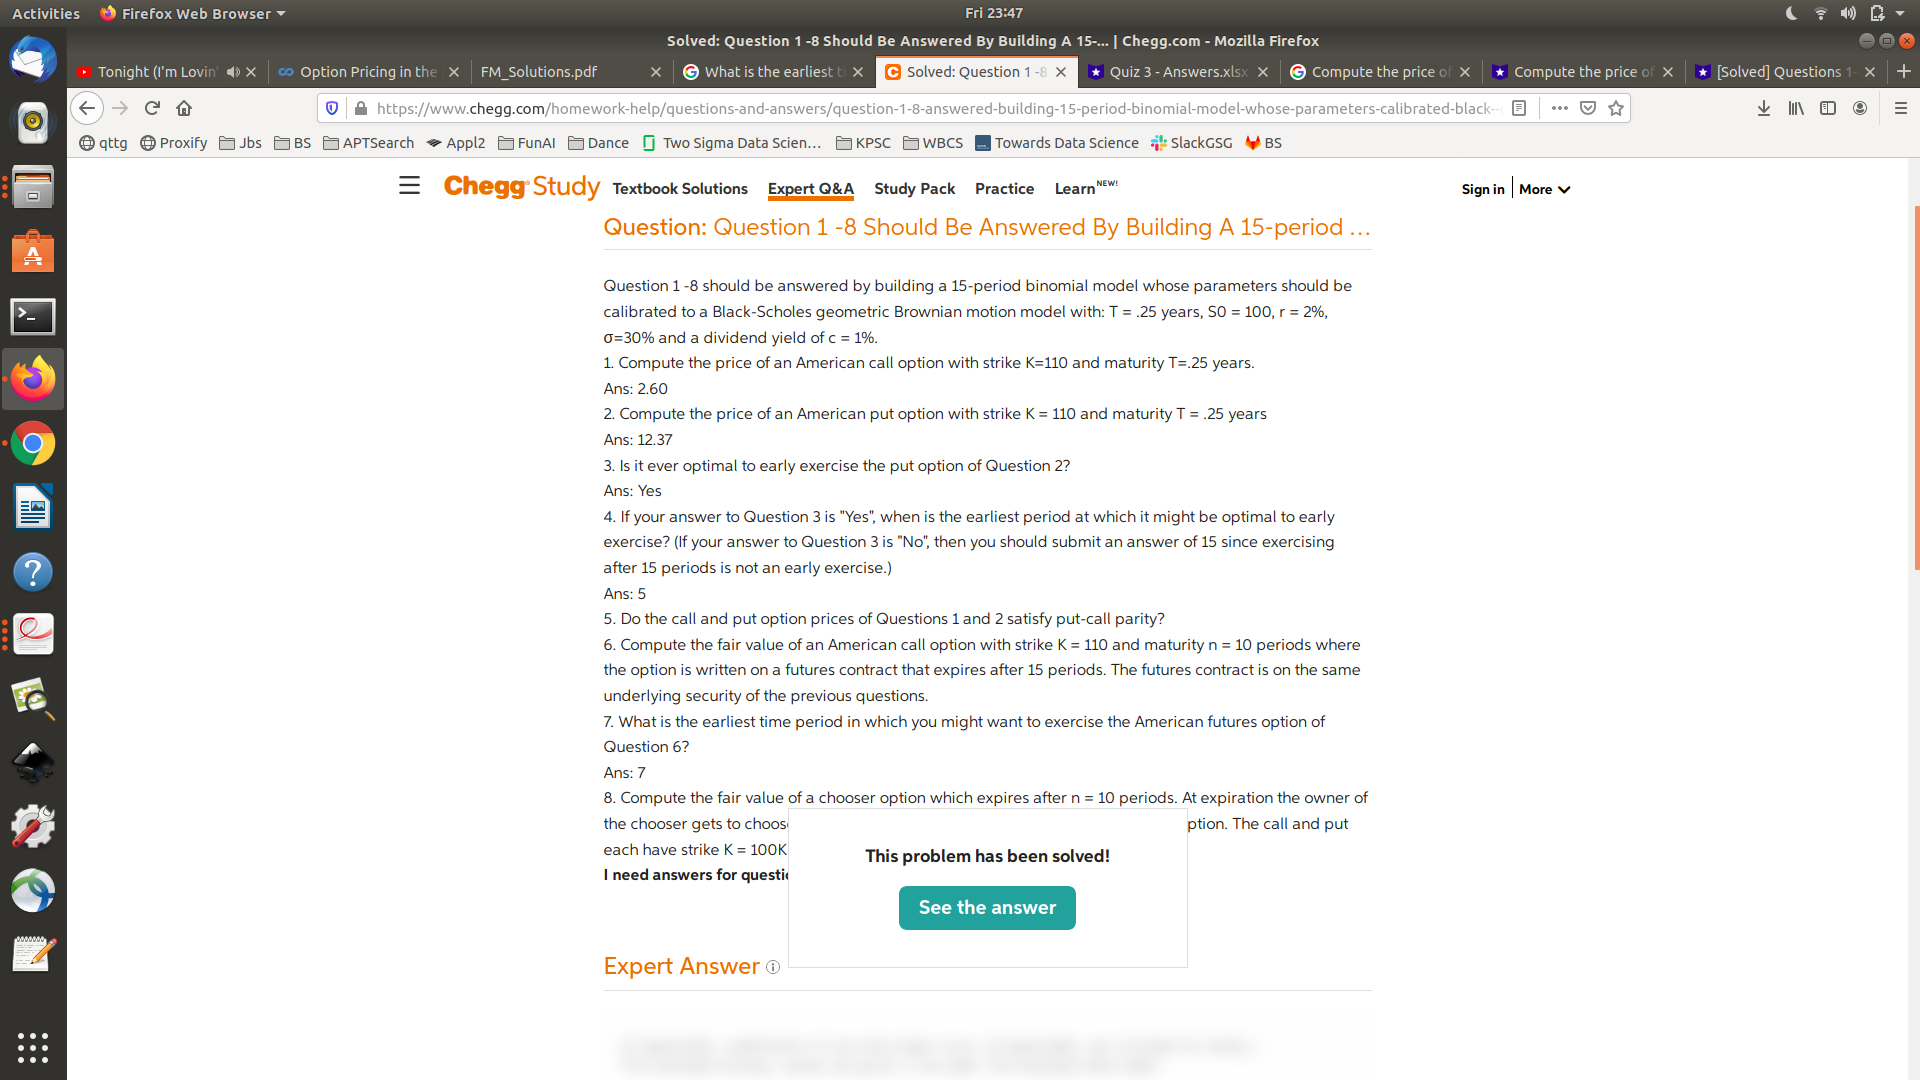 Activities
Firefox Web Browser
Fri 23:47
Solved: Question 1 -8 Should Be Answered By Building A 15-... | Chegg.com - Mozilla Firefox
Tonight (I'm Lovin'
Option Pricing in the
FM_Solutions.pdf
What is the earliest ti
Solved: Question 1 -8
Quiz 3 - Answers.xlsx
Compute the price of
Compute the price of
[Solved] Questions 1-
https://www.chegg.com/homework-help/questions-and-answers/question-1-8-answered-building-15-period-binomial-model-whose-parameters-calibrated-black--
qttg
Proxify
Jbs
BS
APTSearch
Appl2
FunAI
Dance
Two Sigma Data Scien...
KPSC
WBCS
Towards Data Science
SlackGSG
BS
Chegg Study
Textbook Solutions
Expert Q&A
Study Pack
Practice
Learn NEW!
Sign in
More
Question: Question 1 -8 Should Be Answered By Building A 15-period ...
Question 1 -8 should be answered by building a 15-period binomial model whose parameters should be
calibrated to a Black-Scholes geometric Brownian motion model with: T = .25 years, S0 = 100, r = 2%,
σ=30% and a dividend yield of c = 1%.
1. Compute the price of an American call option with strike K=110 and maturity T=.25 years.
Ans: 2.60
2. Compute the price of an American put option with strike K = 110 and maturity T = .25 years
Ans: 12.37
3. Is it ever optimal to early exercise the put option of Question 2?
Ans: Yes
4. If your answer to Question 3 is "Yes", when is the earliest period at which it might be optimal to early
exercise? (If your answer to Question 3 is "No", then you should submit an answer of 15 since exercising
after 15 periods is not an early exercise.)
Ans: 5
5. Do the call and put option prices of Questions 1 and 2 satisfy put-call parity?
6. Compute the fair value of an American call option with strike K = 110 and maturity n = 10 periods where
the option is written on a futures contract that expires after 15 periods. The futures contract is on the same
underlying security of the previous questions.
7. What is the earliest time period in which you might want to exercise the American futures option of
Question 6?
Ans: 7
8. Compute the fair value of a chooser option which expires after n = 10 periods. At expiration the owner of
the chooser gets to choos ption. The call and put
each have strike K = 100K
I need answers for questi
This problem has been solved!
See the answer
Expert Answer